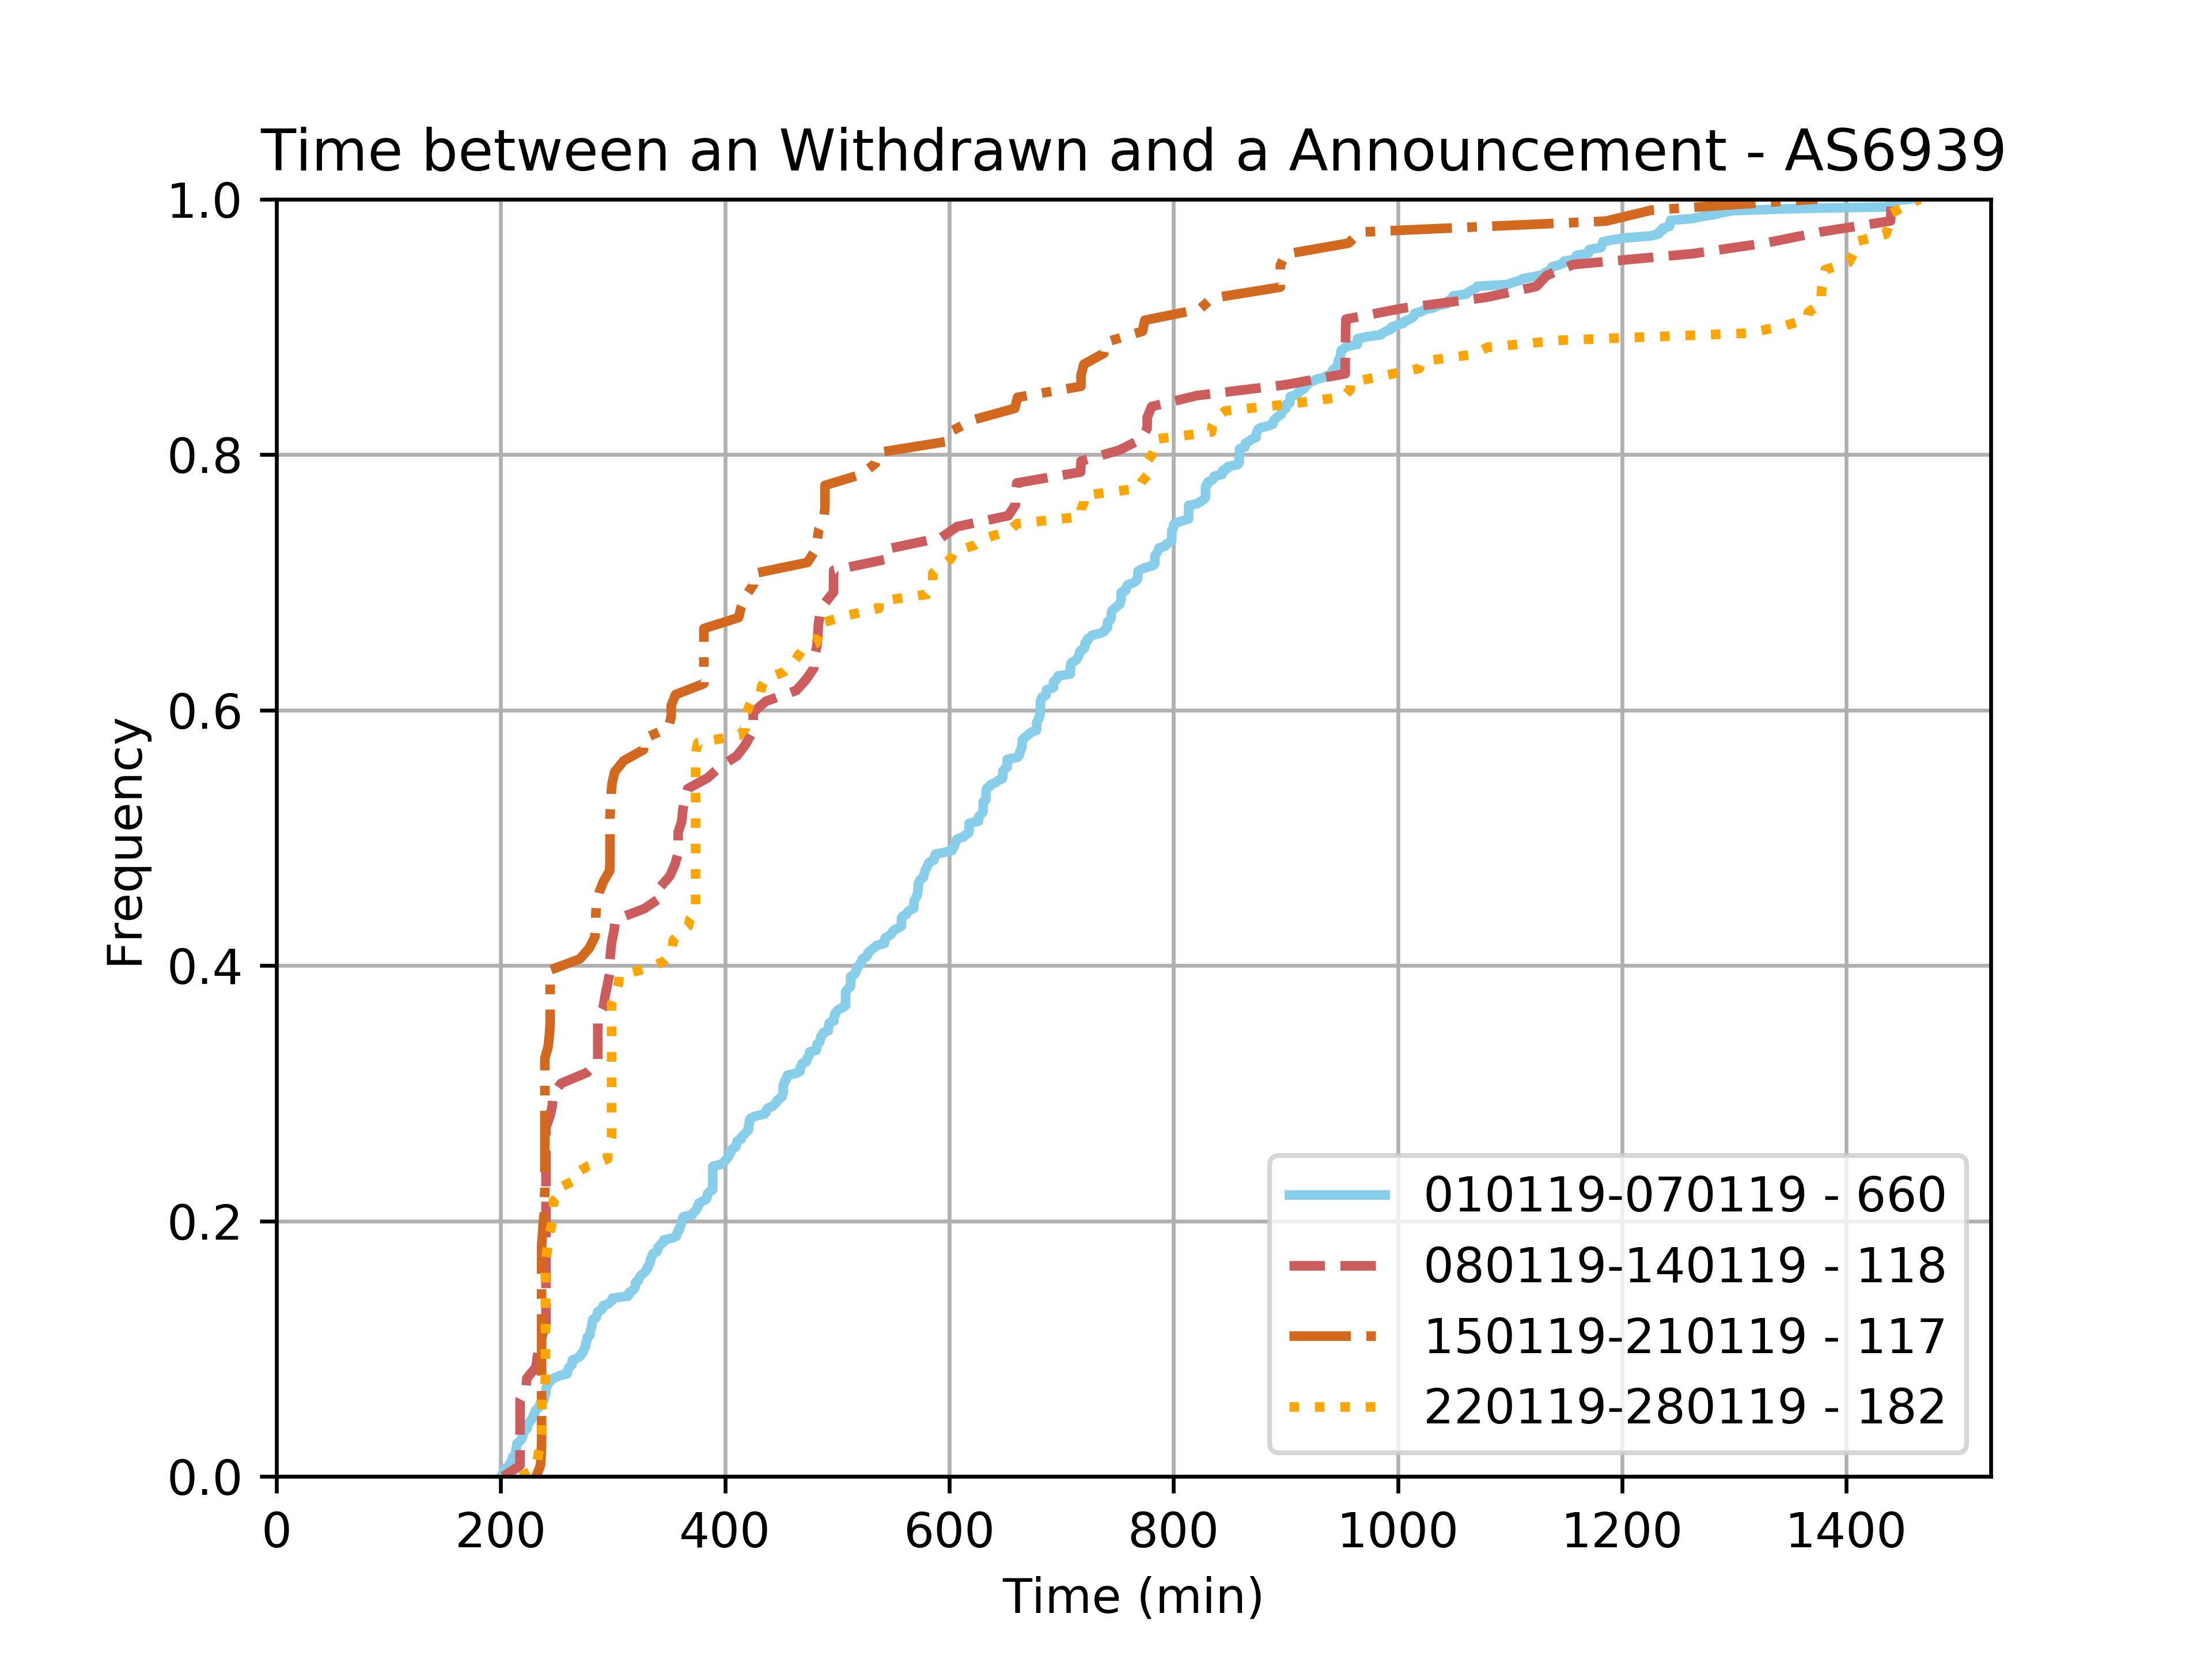 Time between an Withdrawn and a Announcement - AS6939
1.0
0.8
0.6
0.4
0.2
0.0
Frequency
010119-070119 - 660
080119-140119 - 118
150119-210119 - 117
220119-280119 - 182
0 200 400 600 800 1000 1200 1400
Time (min)